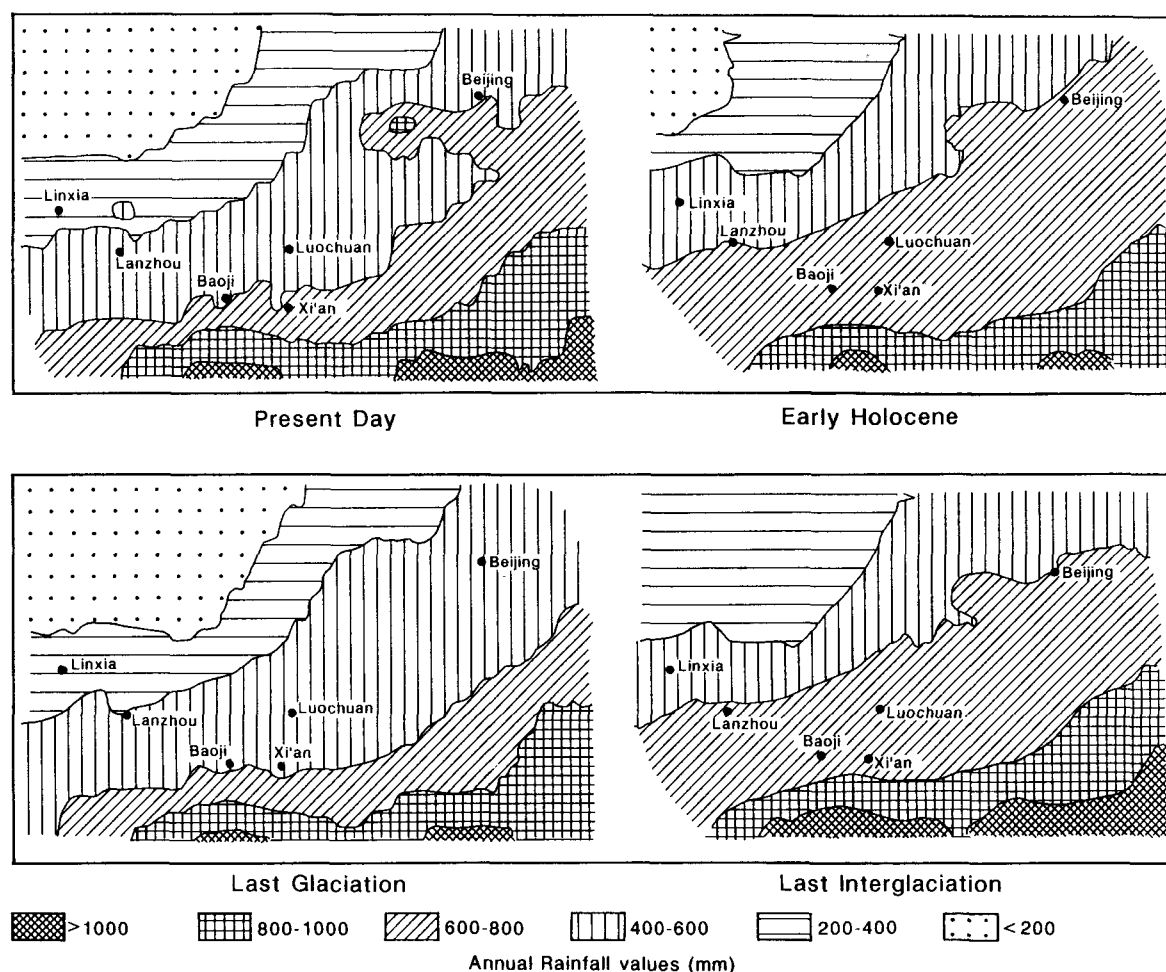 Beijing
Linxia
Lanzhou
Luochuan
Baoji
Xi'an
Present Day
Beijing
Linxia
Lanzhou
Luochuan
Baoji
Xi'an
Early Holocene
Beijing
Linxia
Lanzhou
Luochuan
Baoji
Xi'an
Last Glaciation
Beijing
Linxia
Lanzhou
Luochuan
Baoji
Xi'an
Last Interglaciation
>1000 800-1000 600-800 400-600 200-400 <200
Annual Rainfall values (mm)